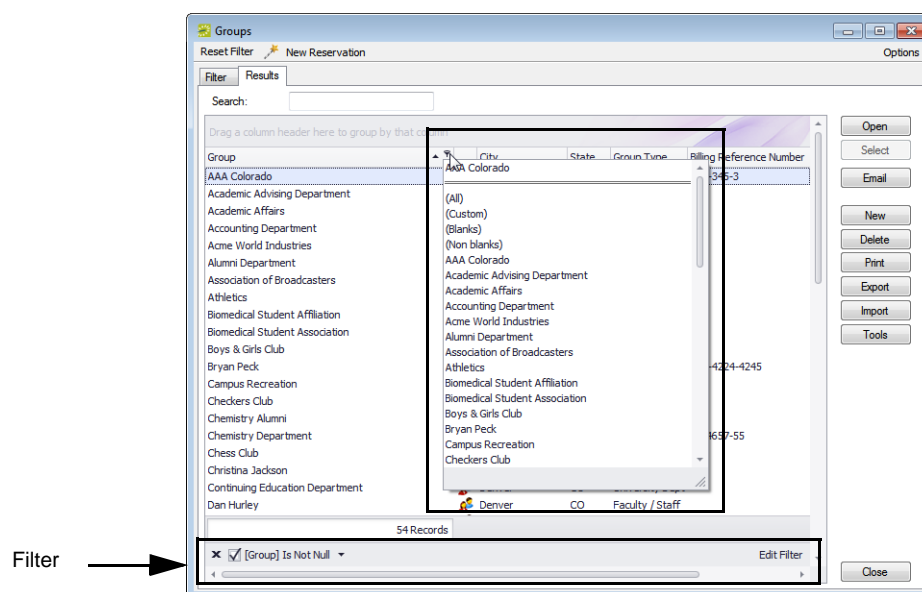 Groups
Reset Filter New Reservation Options
Filter Results
Search:
Drag a column header here to group by that column
Group City State Group Type Billing Reference Number
AAA Colorado
Academic Advising Department
Academic Affairs
Accounting Department
Acme World Industries
Alumni Department
Association of Broadcasters
Athletics
Biomedical Student Affiliation
Biomedical Student Association
Boys & Girls Club
Bryan Peck
Campus Recreation
Checkers Club
Chemistry Alumni
Chemistry Department
Chess Club
Christina Jackson
Continuing Education Department
Dan Hurley Denver CO Faculty / Staff
AAA Colorado
(All)
(Custom)
(Blanks)
(Non blanks)
AAA Colorado
Academic Advising Department
Academic Affairs
Accounting Department
Acme World Industries
Alumni Department
Association of Broadcasters
Athletics
Biomedical Student Affiliation
Biomedical Student Association
Boys & Girls Club
Bryan Peck
Campus Recreation
Checkers Club
-345-3
-4224-4245
4657-55
54 Records
[Group] Is Not Null Edit Filter
Open
Select
Email
New
Delete
Print
Export
Import
Tools
Close
Filter